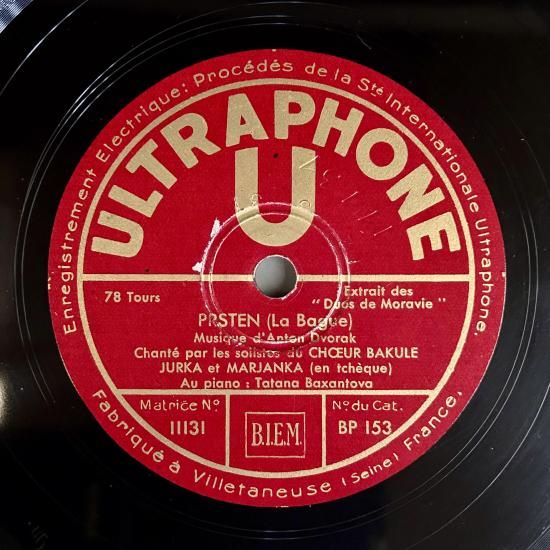 Enregistrement Electrique: Procédés de la Sté Internationale Ultraphone.
ULTRAPHONE
U
78 Tours
Extrait des
"Duos de Moravie"
PRSTEN (La Bague)
Musique d'Anton Dvorak
Chanté par les solistes du CHŒUR BAKULE
JURKA et MARJANKA (en tchèque)
Au piano : Tatana Baxantova
Matrice No
11131
B.I.E.M.
No du Cat.
BP 153
Fabriqué à Villetaneuse (Seine) France.